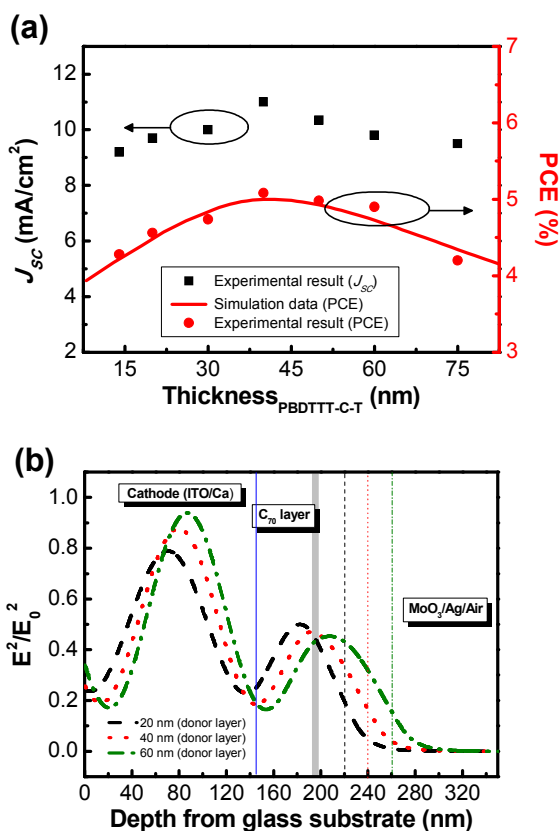 (a)
12
10
8
6
4
2
J_SC (mA/cm²)
7
6
5
4
3
PCE (%)
Experimental result (J_SC)
Simulation data (PCE)
Experimental result (PCE)
15 30 45 60 75
Thickness_PBDTTT-C-T (nm)
(b)
1.0
0.8
0.6
0.4
0.2
0.0
E²/E₀²
Cathode (ITO/Ca)
C₇₀ layer
MoO₃/Ag/Air
20 nm (donor layer)
40 nm (donor layer)
60 nm (donor layer)
0 40 80 120 160 200 240 280 320
Depth from glass substrate (nm)